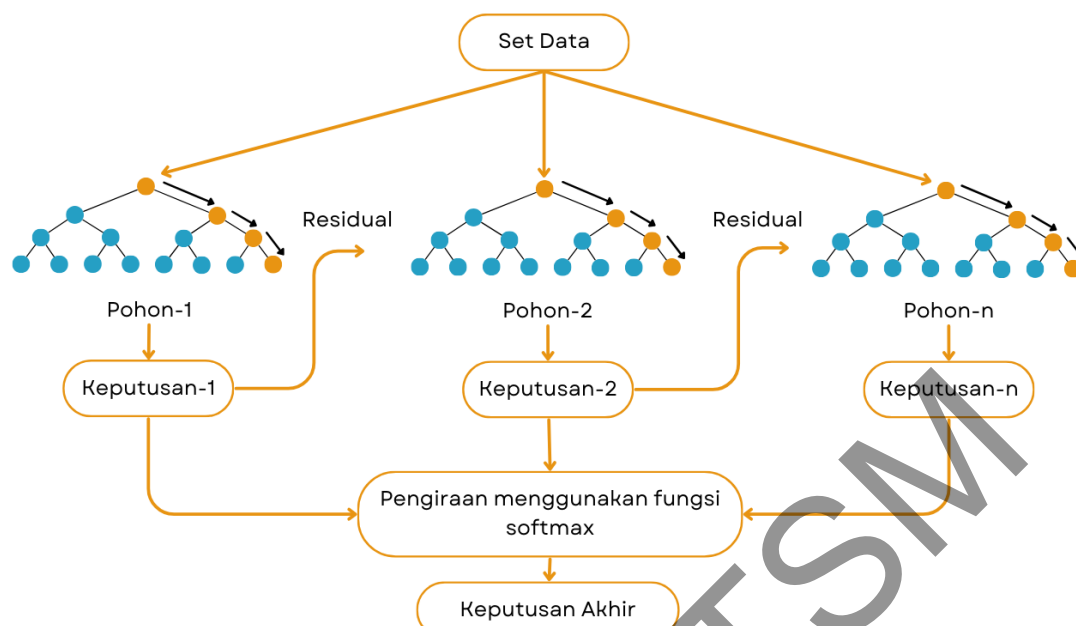 Set Data
Residual
Residual
Pohon-1
Pohon-2
Pohon-n
Keputusan-1
Keputusan-2
Keputusan-n
Pengiraan menggunakan fungsi
softmax
Keputusan Akhir
TSM